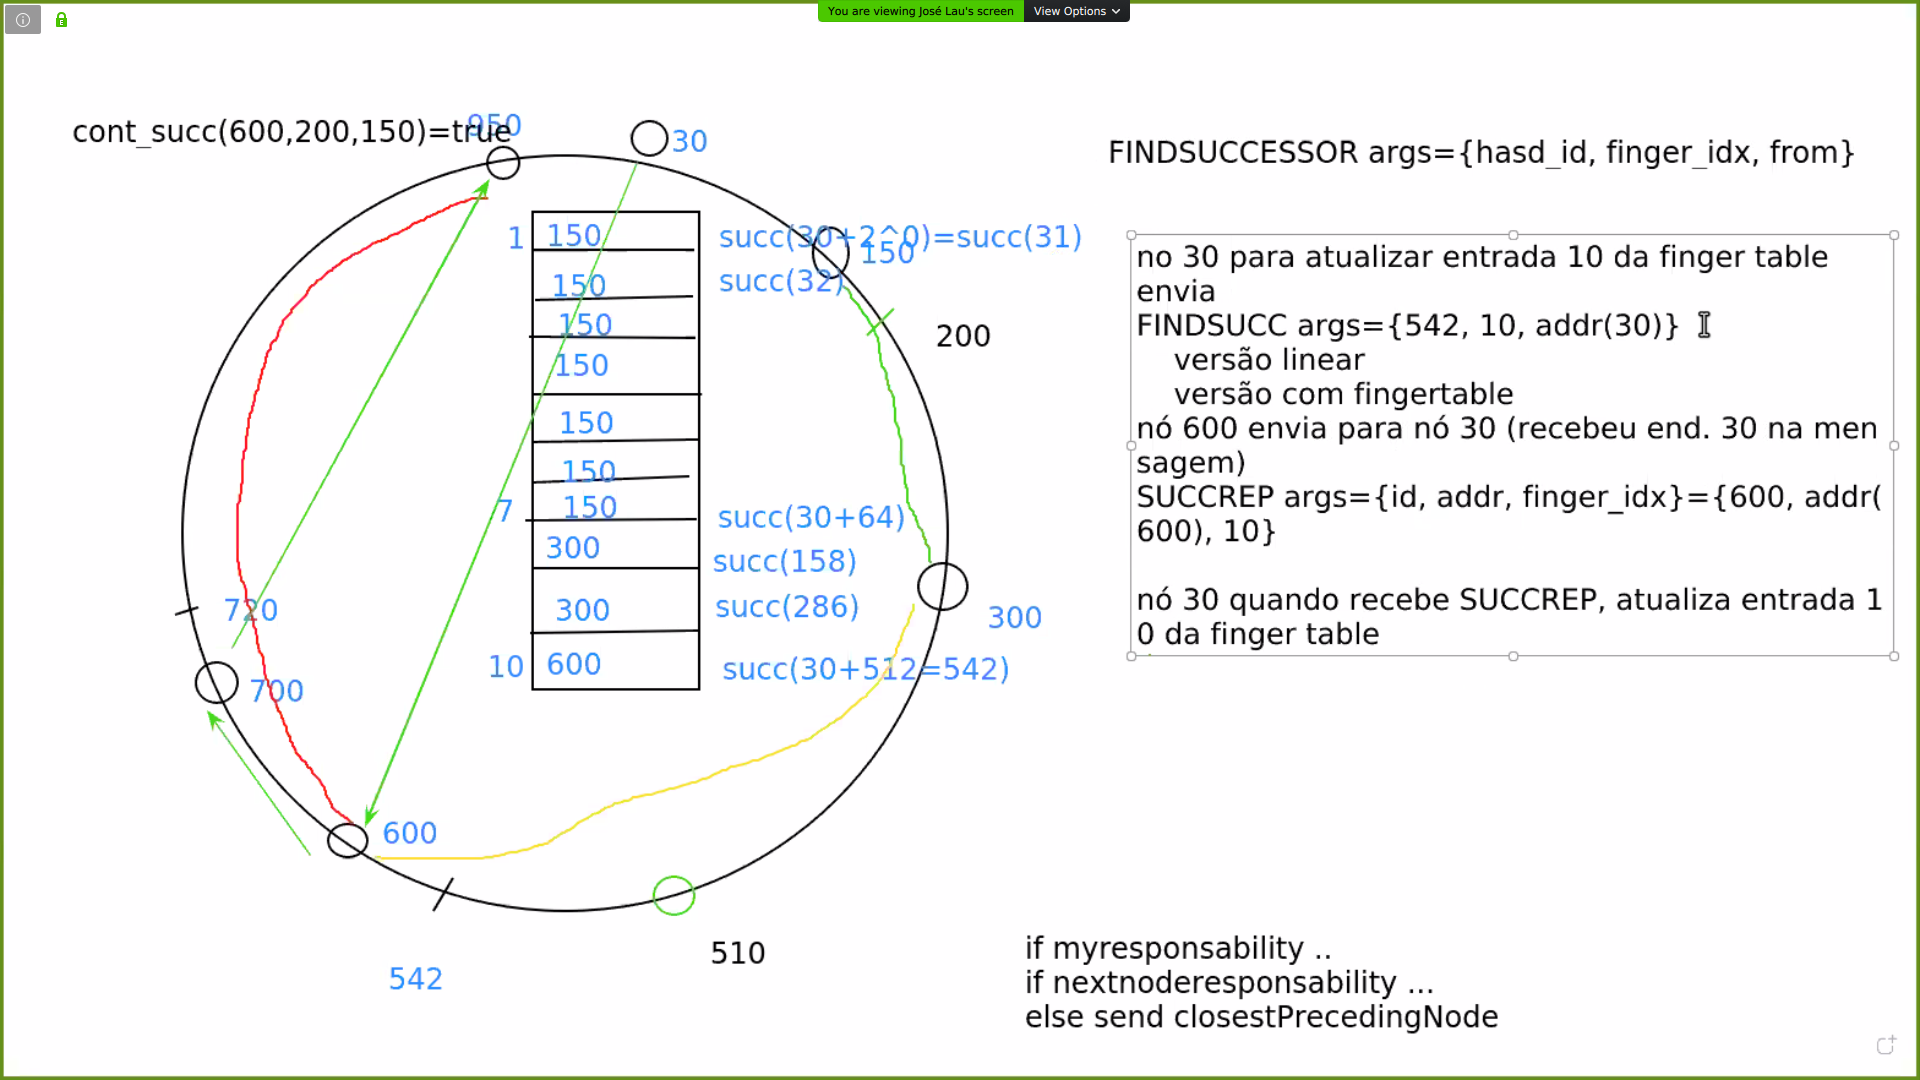 You are viewing José Lau's screen
View Options
cont_succ(600,200,150)=true
950
30
FINDSUCCESSOR args={hasd_id, finger_idx, from}
1
150
succ(30+2^0)=succ(31)
150
150
succ(32)
150
150
150
150
7
150
succ(30+64)
300
succ(158)
300
succ(286)
10
600
succ(30+512=542)
200
300
720
700
600
542
510
no 30 para atualizar entrada 10 da finger table
envia
FINDSUCC args={542, 10, addr(30)}
versão linear
versão com fingertable
nó 600 envia para nó 30 (recebeu end. 30 na men
sagem)
SUCCREP args={id, addr, finger_idx}={600, addr(
600), 10}
nó 30 quando recebe SUCCREP, atualiza entrada 1
0 da finger table
if myresponsability ..
if nextnoderesponsability ...
else send closestPrecedingNode